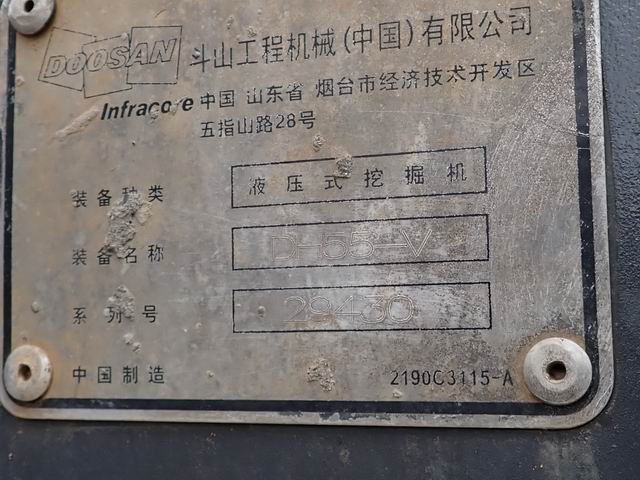 DOOSAN 斗山工程机械(中国)有限公司
Infracore 中国 山东省 烟台市经济技术开发区
五指山路28号
装备种类 液压式挖掘机
装备名称 DH55-V
系列号 29430
中国制造 2190C3115-A